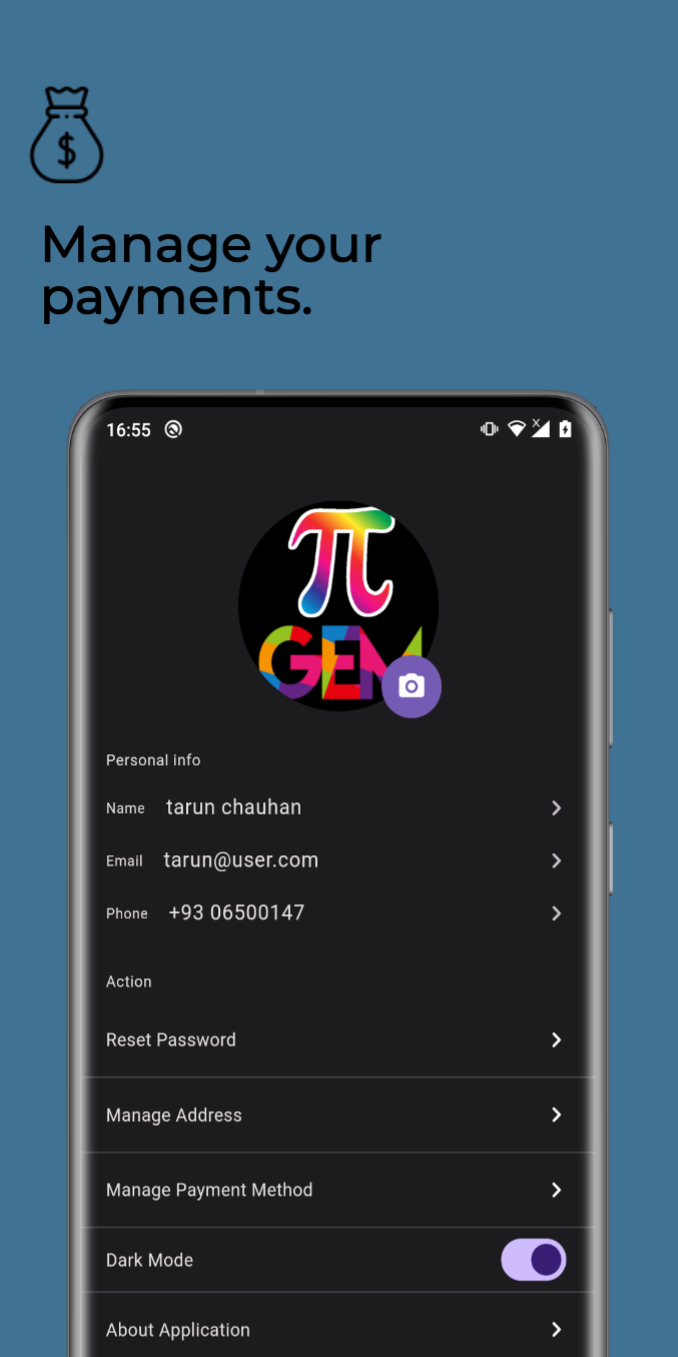 $
Manage your
payments.
16:55
X
π
GEM
Personal info
Name tarun chauhan
Email tarun@user.com
Phone +93 06500147
Action
Reset Password
Manage Address
Manage Payment Method
Dark Mode
About Application